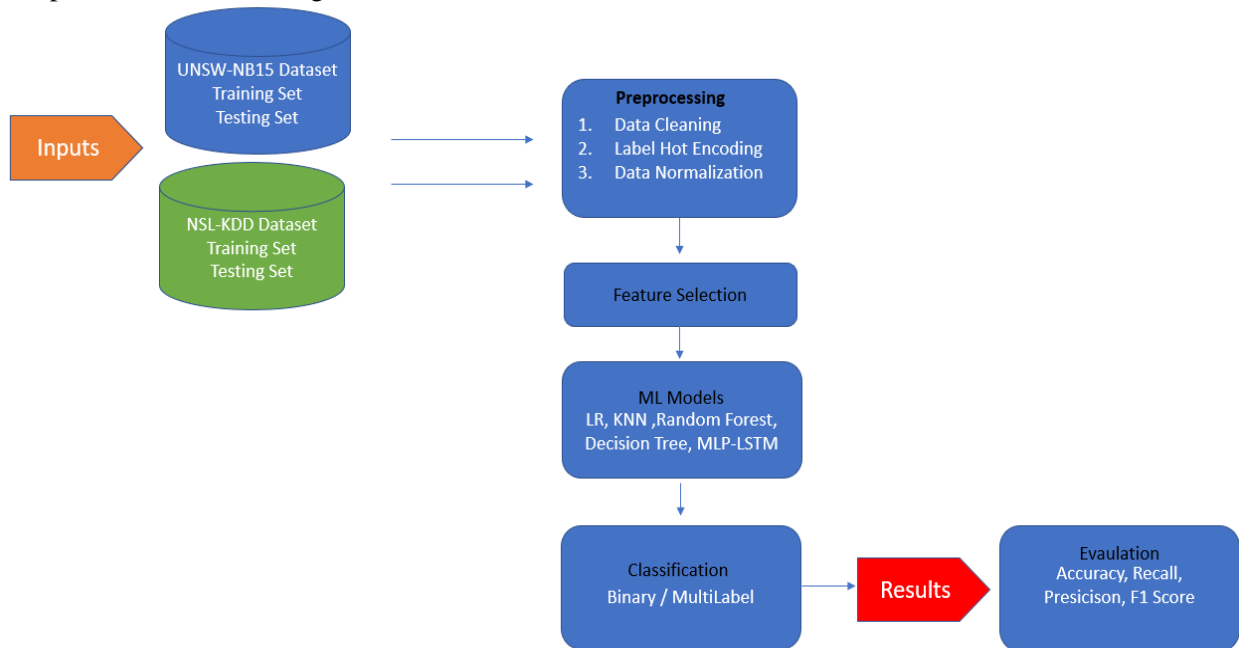 Inputs
UNSW-NB15 Dataset
Training Set
Testing Set
NSL-KDD Dataset
Training Set
Testing Set
Preprocessing
1. Data Cleaning
2. Label Hot Encoding
3. Data Normalization
Feature Selection
ML Models
LR, KNN ,Random Forest,
Decision Tree, MLP-LSTM
Classification
Binary / MultiLabel
Results
Evaulation
Accuracy, Recall,
Presicison, F1 Score